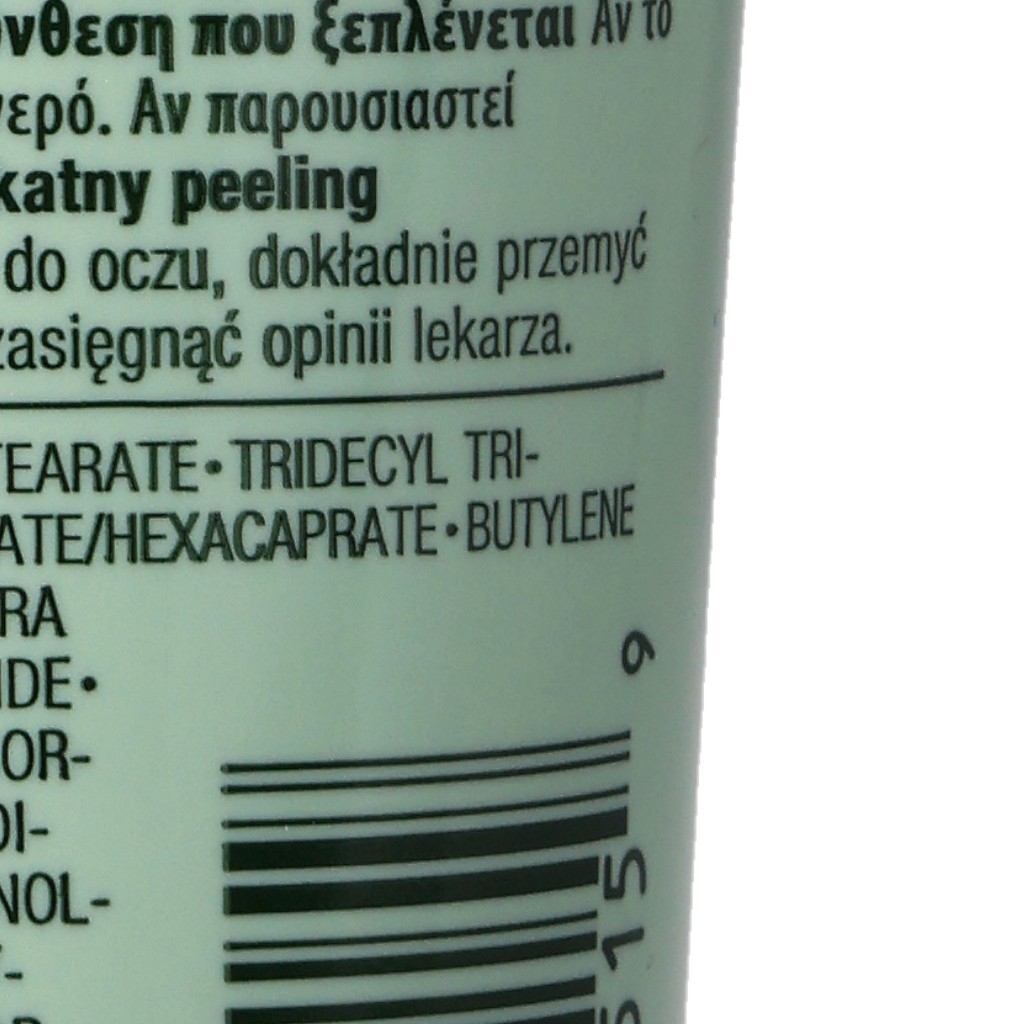 νθεση που ξεπλένεται Αν το
νερό. Αν παρουσιαστεί
katny peeling
do oczu, dokładnie przemyć
zasięgnąć opinii lekarza.
TEARATE • TRIDECYL TRI-
ATE/HEXACAPRATE • BUTYLENE
RA
IDE •
OR-
DI-
NOL-
9
515